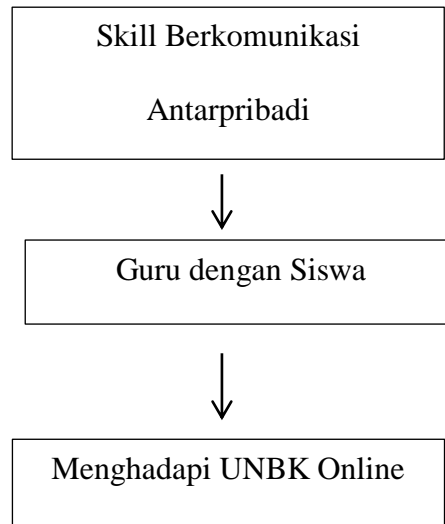 Skill Berkomunikasi
Antarpribadi
Guru dengan Siswa
Menghadapi UNBK Online